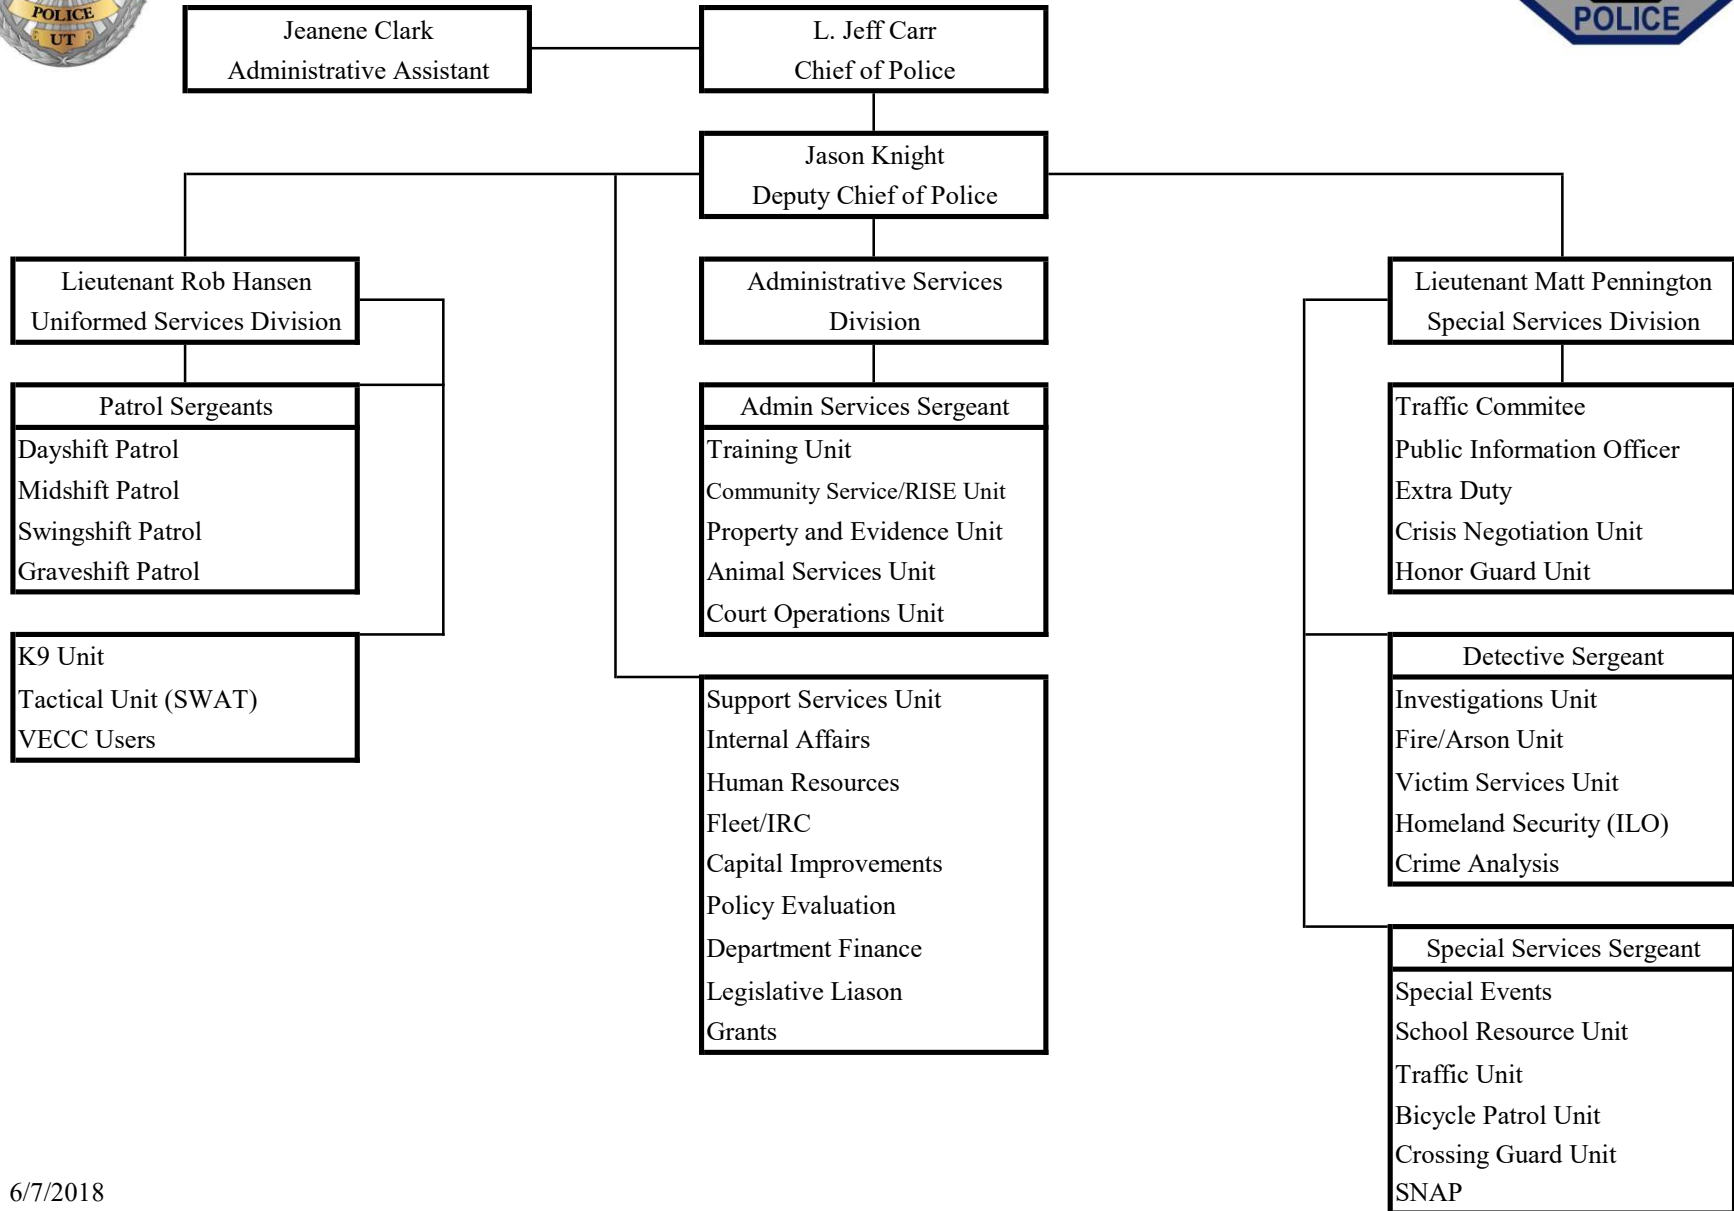 POLICE
UT
POLICE
Jeanene Clark
Administrative Assistant
L. Jeff Carr
Chief of Police
Jason Knight
Deputy Chief of Police
Lieutenant Rob Hansen
Uniformed Services Division
Patrol Sergeants
Dayshift Patrol
Midshift Patrol
Swingshift Patrol
Graveshift Patrol
K9 Unit
Tactical Unit (SWAT)
VECC Users
Administrative Services
Division
Admin Services Sergeant
Training Unit
Community Service/RISE Unit
Property and Evidence Unit
Animal Services Unit
Court Operations Unit
Support Services Unit
Internal Affairs
Human Resources
Fleet/IRC
Capital Improvements
Policy Evaluation
Department Finance
Legislative Liason
Grants
Lieutenant Matt Pennington
Special Services Division
Traffic Commitee
Public Information Officer
Extra Duty
Crisis Negotiation Unit
Honor Guard Unit
Detective Sergeant
Investigations Unit
Fire/Arson Unit
Victim Services Unit
Homeland Security (ILO)
Crime Analysis
Special Services Sergeant
Special Events
School Resource Unit
Traffic Unit
Bicycle Patrol Unit
Crossing Guard Unit
SNAP
6/7/2018